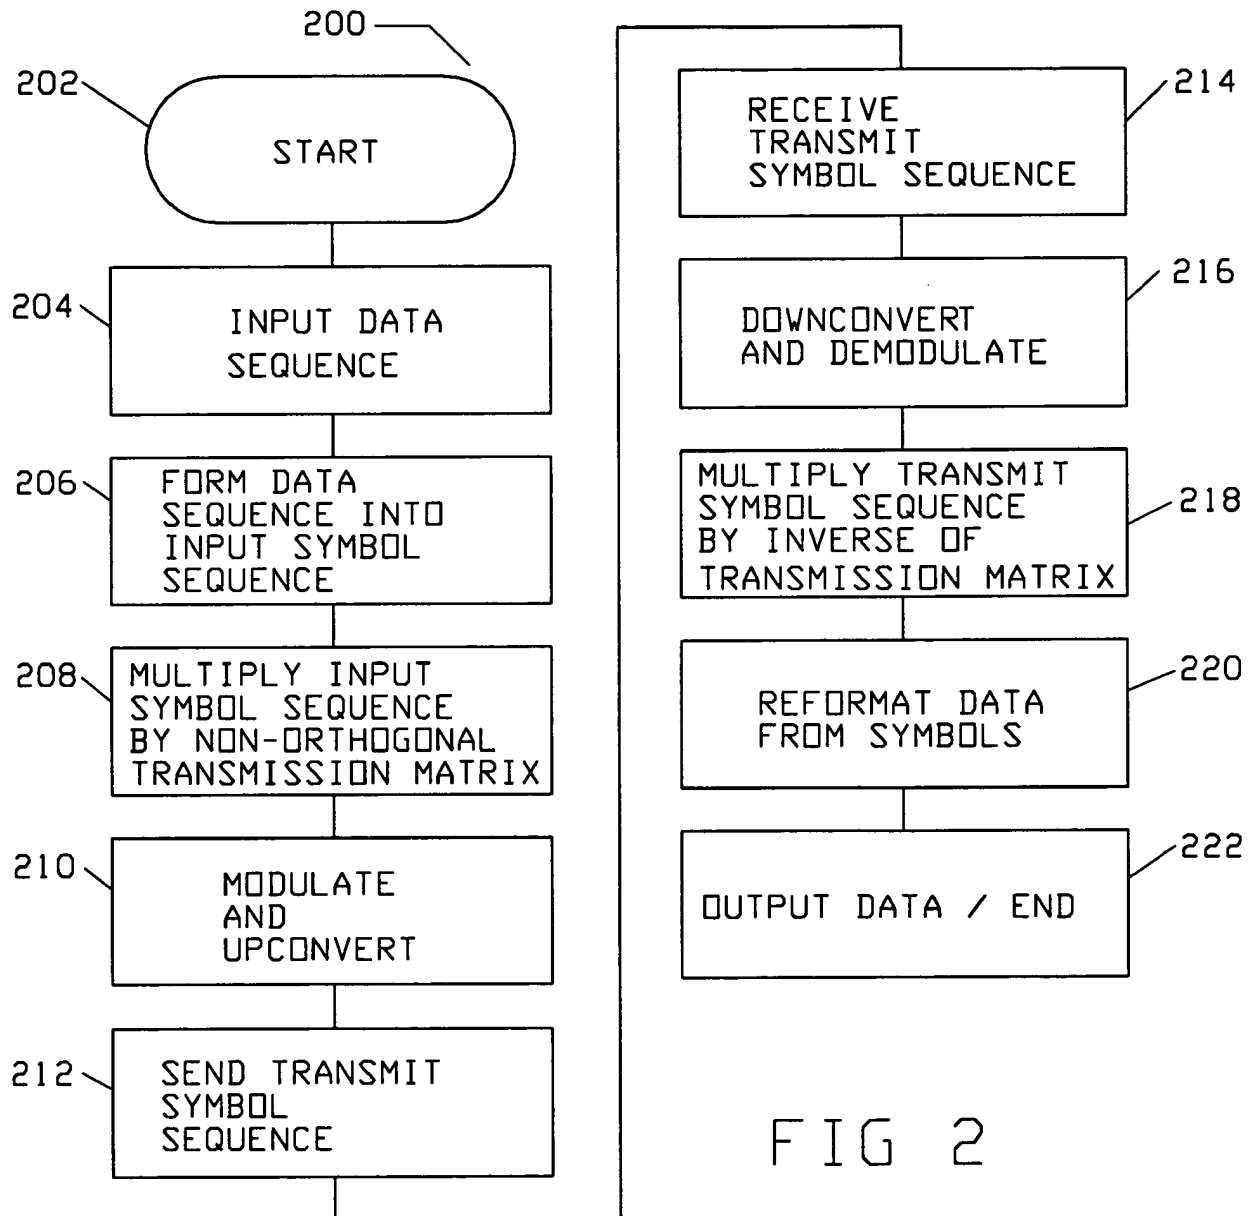 200
202
START
204
INPUT DATA
SEQUENCE
206
FORM DATA
SEQUENCE INTO
INPUT SYMBOL
SEQUENCE
208
MULTIPLY INPUT
SYMBOL SEQUENCE
BY NON-ORTHOGONAL
TRANSMISSION MATRIX
210
MODULATE
AND
UPCONVERT
212
SEND TRANSMIT
SYMBOL
SEQUENCE
214
RECEIVE
TRANSMIT
SYMBOL SEQUENCE
216
DOWNCONVERT
AND DEMODULATE
218
MULTIPLY TRANSMIT
SYMBOL SEQUENCE
BY INVERSE OF
TRANSMISSION MATRIX
220
REFORMAT DATA
FROM SYMBOLS
222
OUTPUT DATA / END
FIG 2